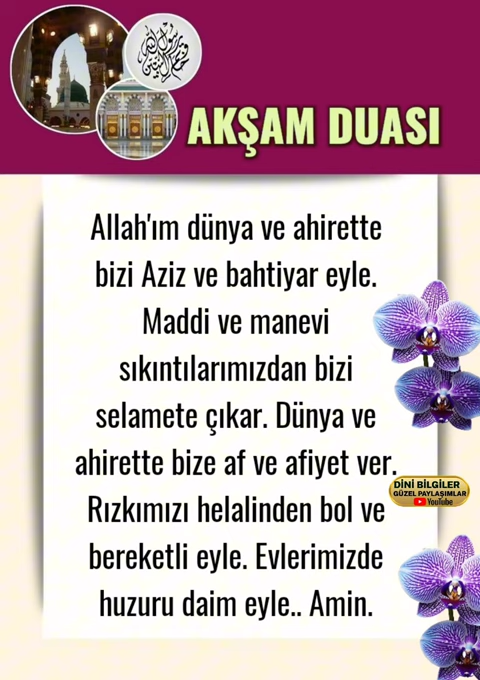 AKŞAM DUASI
Allah'ım dünya ve ahirette
bizi Aziz ve bahtiyar eyle.
Maddi ve manevi
sıkıntılarımızdan bizi
selamete çıkar. Dünya ve
ahirette bize af ve afiyet ver.
Rızkımızı helalinden bol ve
bereketli eyle. Evlerimizde
huzuru daim eyle.. Amin.
DİNİ BİLGİLER
GÜZEL PAYLAŞIMLAR
YouTube